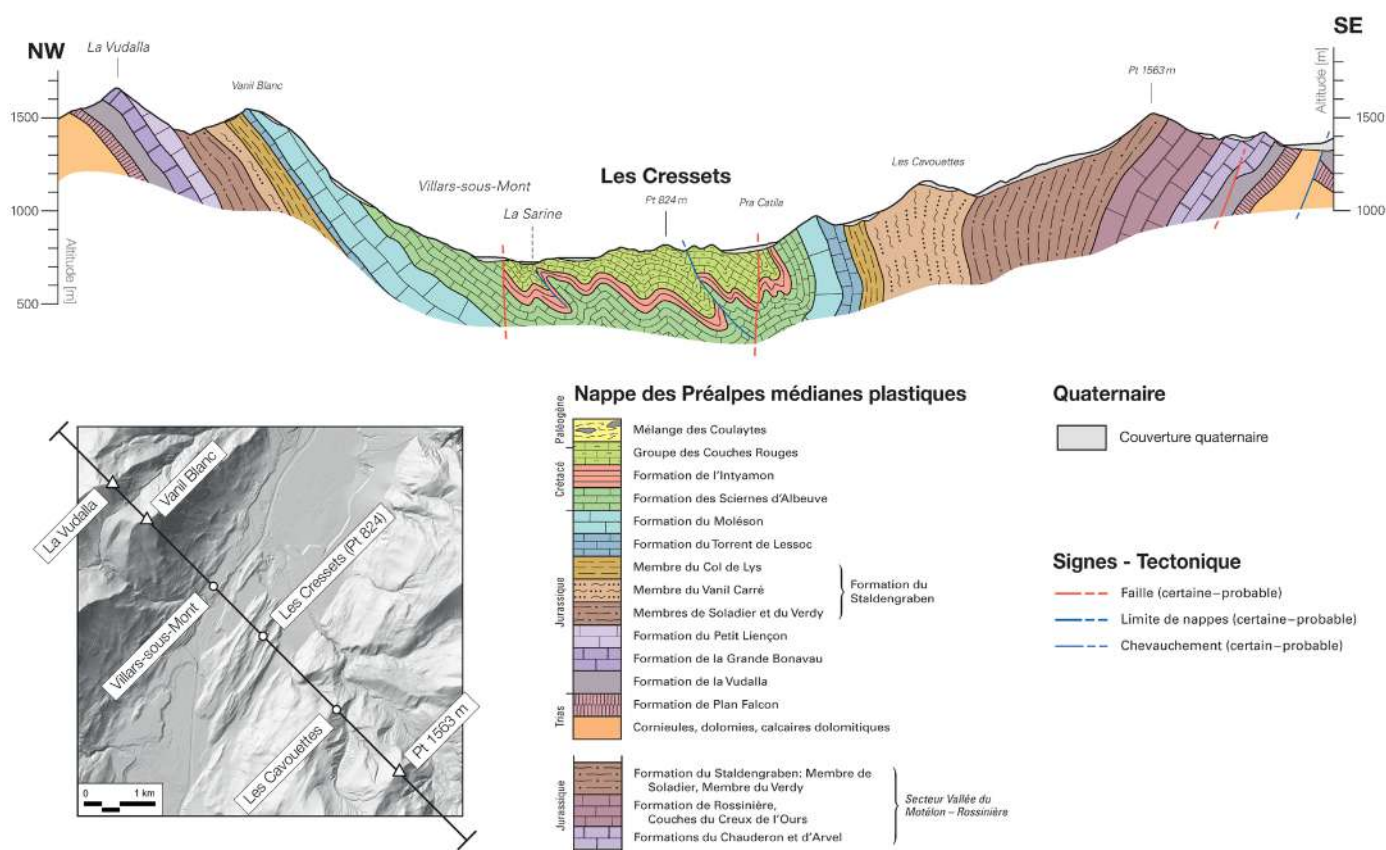 NW
La Vudalla
Vanil Blanc
SE
Altitude [m]
Pt 1563 m
1500
1500
Les Cavouettes
Villars-sous-Mont
Les Cressets
La Sarine
Pt 824 m
Pra Catila
1000
1000
Altitude [m]
500
La Vudalla
Vanil Blanc
Villars-sous-Mont
Les Cressets (Pt 824)
Les Cavouettes
Pt 1563 m
0 1 km
Nappe des Préalpes médianes plastiques
Paléogène
Mélange des Coulaytes
Crétacé
Groupe des Couches Rouges
Formation de l'Intyamon
Formation des Sciernes d'Albeuve
Jurassique
Formation du Moléson
Formation du Torrent de Lessoc
Membre du Col de Lys
Membre du Vanil Carré
Membres de Soladier et du Verdy
Formation du
Staldengraben
Formation du Petit Liençon
Formation de la Grande Bonavau
Formation de la Vudalla
Trias
Formation de Plan Falcon
Cornieules, dolomies, calcaires dolomitiques
Jurassique
Formation du Staldengraben: Membre de
Soladier, Membre du Verdy
Formation de Rossinière,
Couches du Creux de l'Ours
Formations du Chauderon et d'Arvel
Secteur Vallée du
Motélon – Rossinière
Quaternaire
Couverture quaternaire
Signes - Tectonique
Faille (certaine–probable)
Limite de nappes (certaine–probable)
Chevauchement (certain–probable)